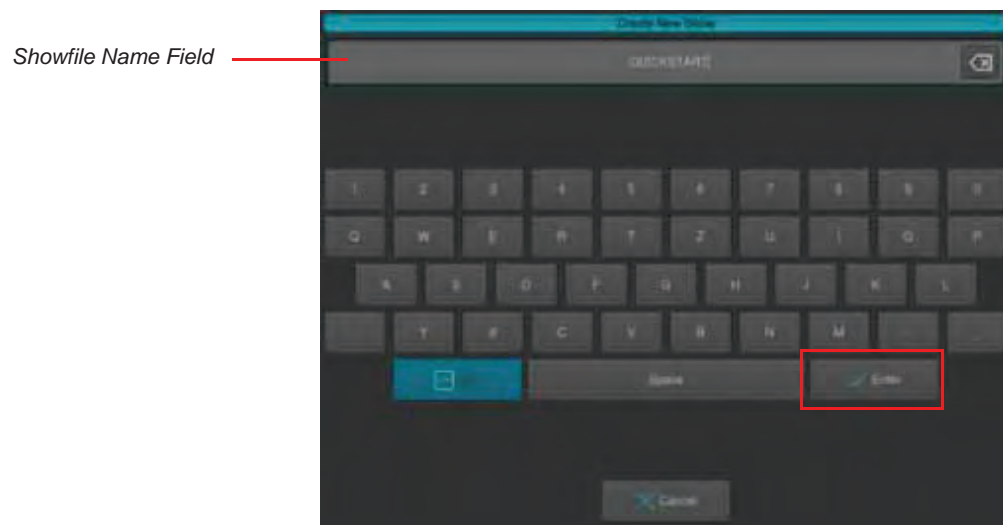 Create New Show
Showfile Name Field
QUICKSTART
1 2 3 4 5 6 7 8 9 0
Q W E R T Z U I O P
A S D F G H J K L
Y X C V B N M
Space Enter
Cancel